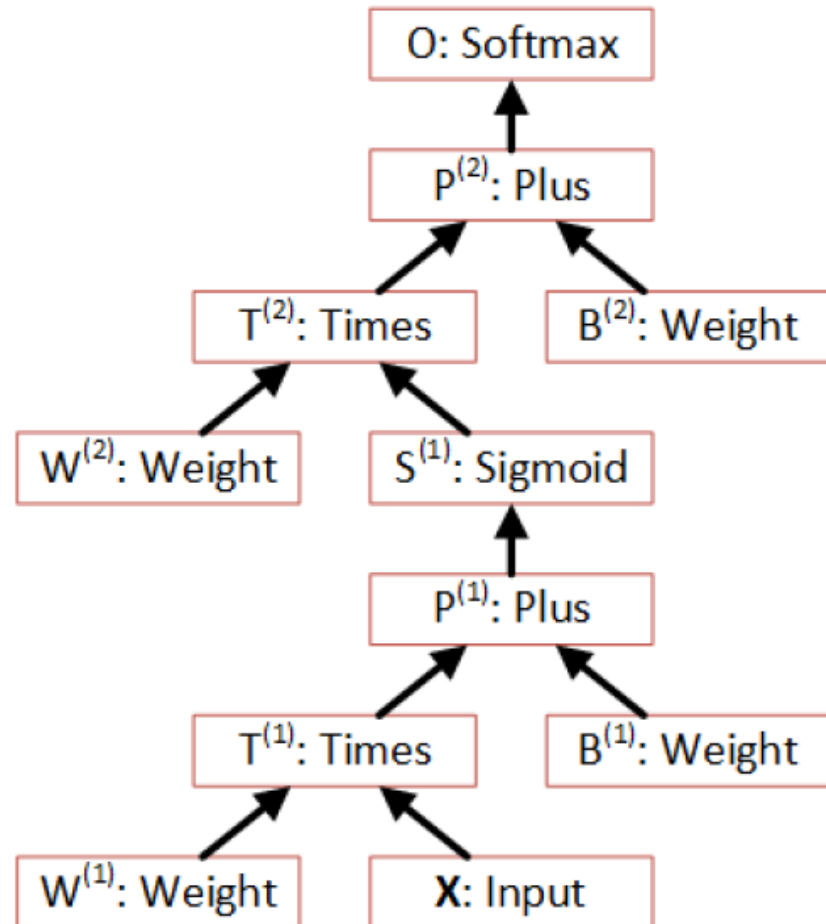 O: Softmax
P(2): Plus
T(2): Times
B(2): Weight
W(2): Weight
S(1): Sigmoid
P(1): Plus
T(1): Times
B(1): Weight
W(1): Weight
X: Input